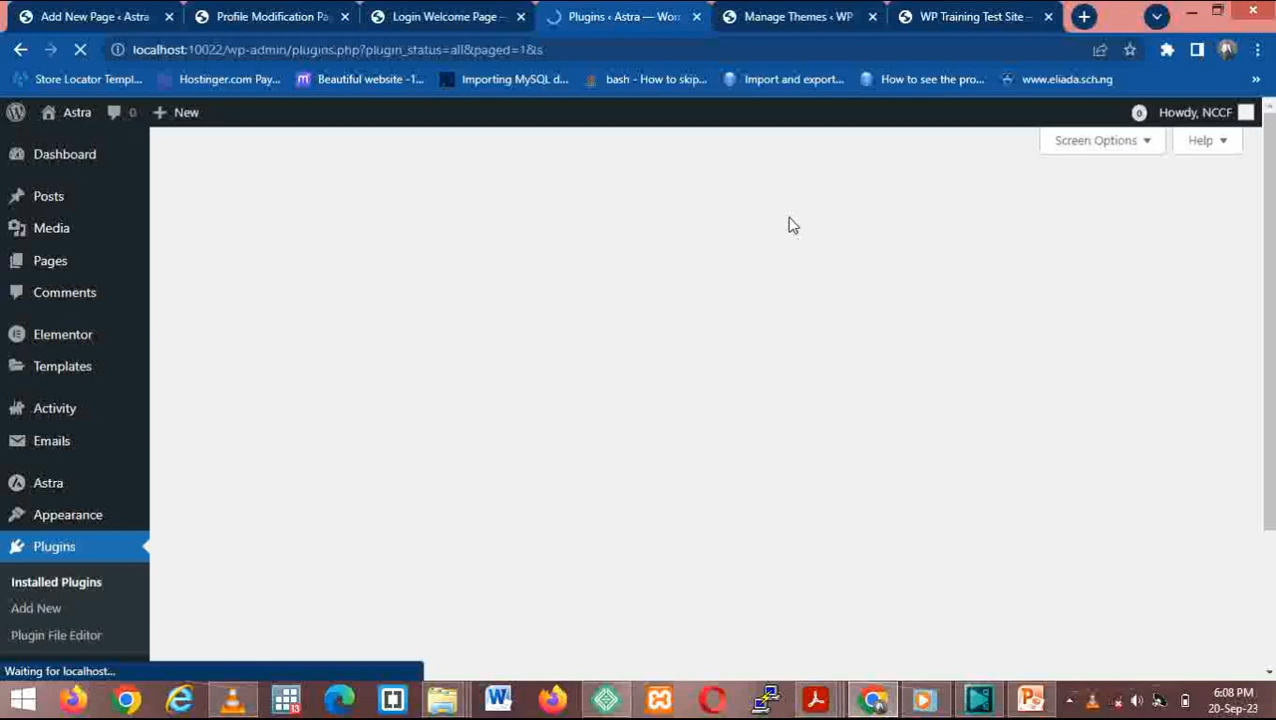 Add New Page ‹ Astra
Profile Modification Pa
Login Welcome Page –
Plugins ‹ Astra — Wor
Manage Themes ‹ WP
WP Training Test Site –
localhost:10022/wp-admin/plugins.php?plugin_status=all&paged=1&s
Store Locator Templ...
Hostinger.com Pay...
Beautiful website -1...
Importing MySQL d...
bash - How to skip...
Import and export...
How to see the pro...
www.eliada.sch.ng
»
Astra
0
New
0
Howdy, NCCF
Screen Options
Help
Dashboard
Posts
Media
Pages
Comments
Elementor
Templates
Activity
Emails
Astra
Appearance
Plugins
Installed Plugins
Add New
Plugin File Editor
Waiting for localhost...
13
6:08 PM
20-Sep-23